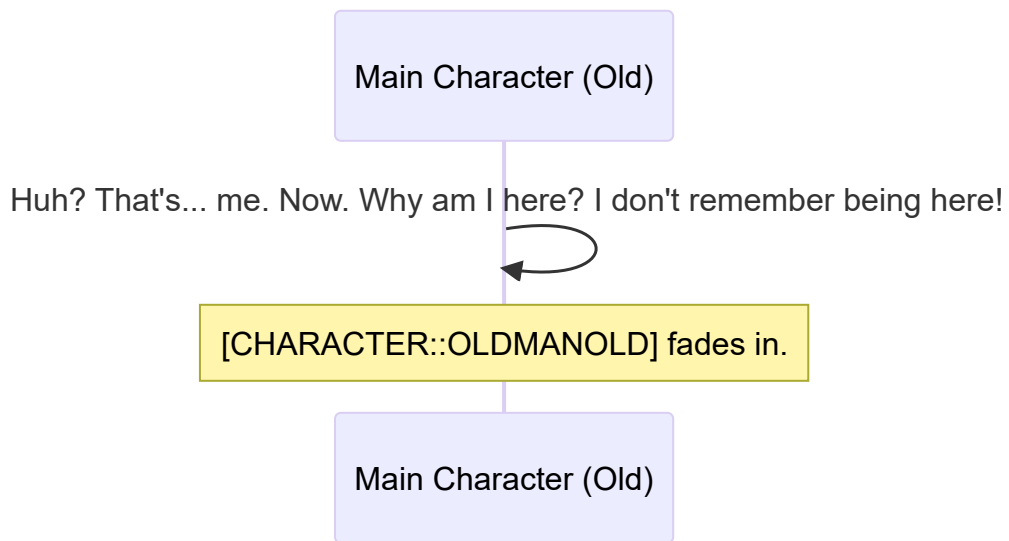 Main Character (Old)
Huh? That's... me. Now. Why am I here? I don't remember being here!
[CHARACTER::OLDMANOLD] fades in.
Main Character (Old)